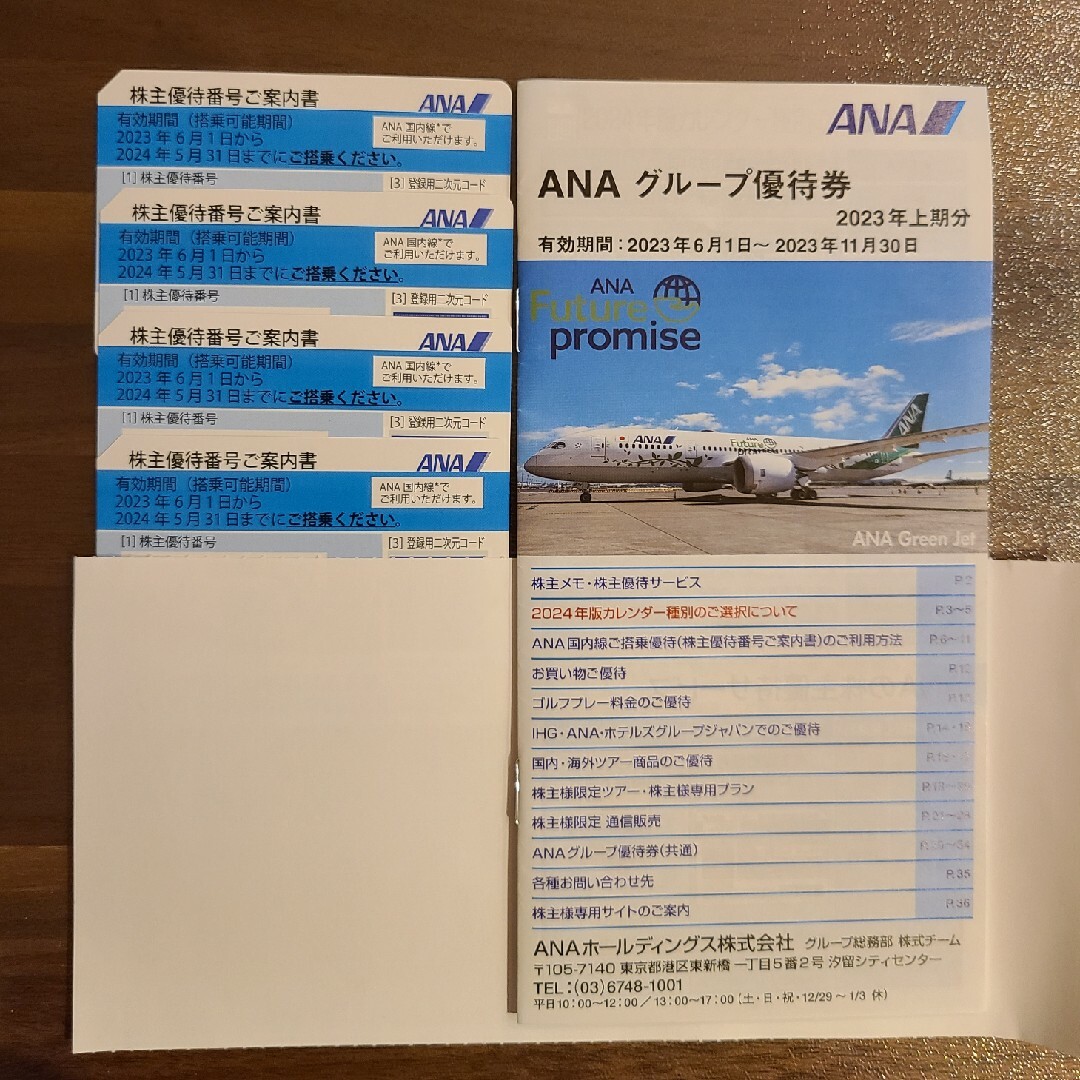 株主優待番号ご案内書
ANA
有効期間（搭乗可能期間）
2023年6月1日から
2024年5月31日までにご搭乗ください。
ANA国内線*で
ご利用いただけます。
[1] 株主優待番号
[3] 登録用二次元コード
株主優待番号ご案内書
ANA
有効期間（搭乗可能期間）
2023年6月1日から
2024年5月31日までにご搭乗ください。
ANA国内線*で
ご利用いただけます。
[1] 株主優待番号
[3] 登録用二次元コード
株主優待番号ご案内書
ANA
有効期間（搭乗可能期間）
2023年6月1日から
2024年5月31日までにご搭乗ください。
ANA国内線*で
ご利用いただけます。
[1] 株主優待番号
[3] 登録用二次元コード
株主優待番号ご案内書
ANA
有効期間（搭乗可能期間）
2023年6月1日から
2024年5月31日までにご搭乗ください。
ANA国内線*で
ご利用いただけます。
[1] 株主優待番号
[3] 登録用二次元コード
ANA
ANA グループ優待券
2023年上期分
有効期間：2023年6月1日～2023年11月30日
ANA
Future
promise
ANA
Future
ANA
ANA Green Jet
株主メモ・株主優待サービス P.2
2024年版カレンダー種別のご選択について
ANA国内線ご搭乗優待(株主優待番号ご案内書)のご利用方法
お買い物ご優待 P.12
ゴルフプレー料金のご優待
IHG・ANA・ホテルズグループジャパンでのご優待
国内・海外ツアー商品のご優待
株主様限定ツアー・株主様専用プラン
株主様限定 通信販売
ANAグループ優待券(共通)
各種お問い合わせ先 P.35
株主様専用サイトのご案内 P.36
ANAホールディングス株式会社 グループ総務部 株式チーム
〒105-7140 東京都港区東新橋一丁目5番2号 汐留シティセンター
TEL：(03)6748-1001
平日10：00～12：00／13：00～17：00（土・日・祝・12/29～1/3 休）